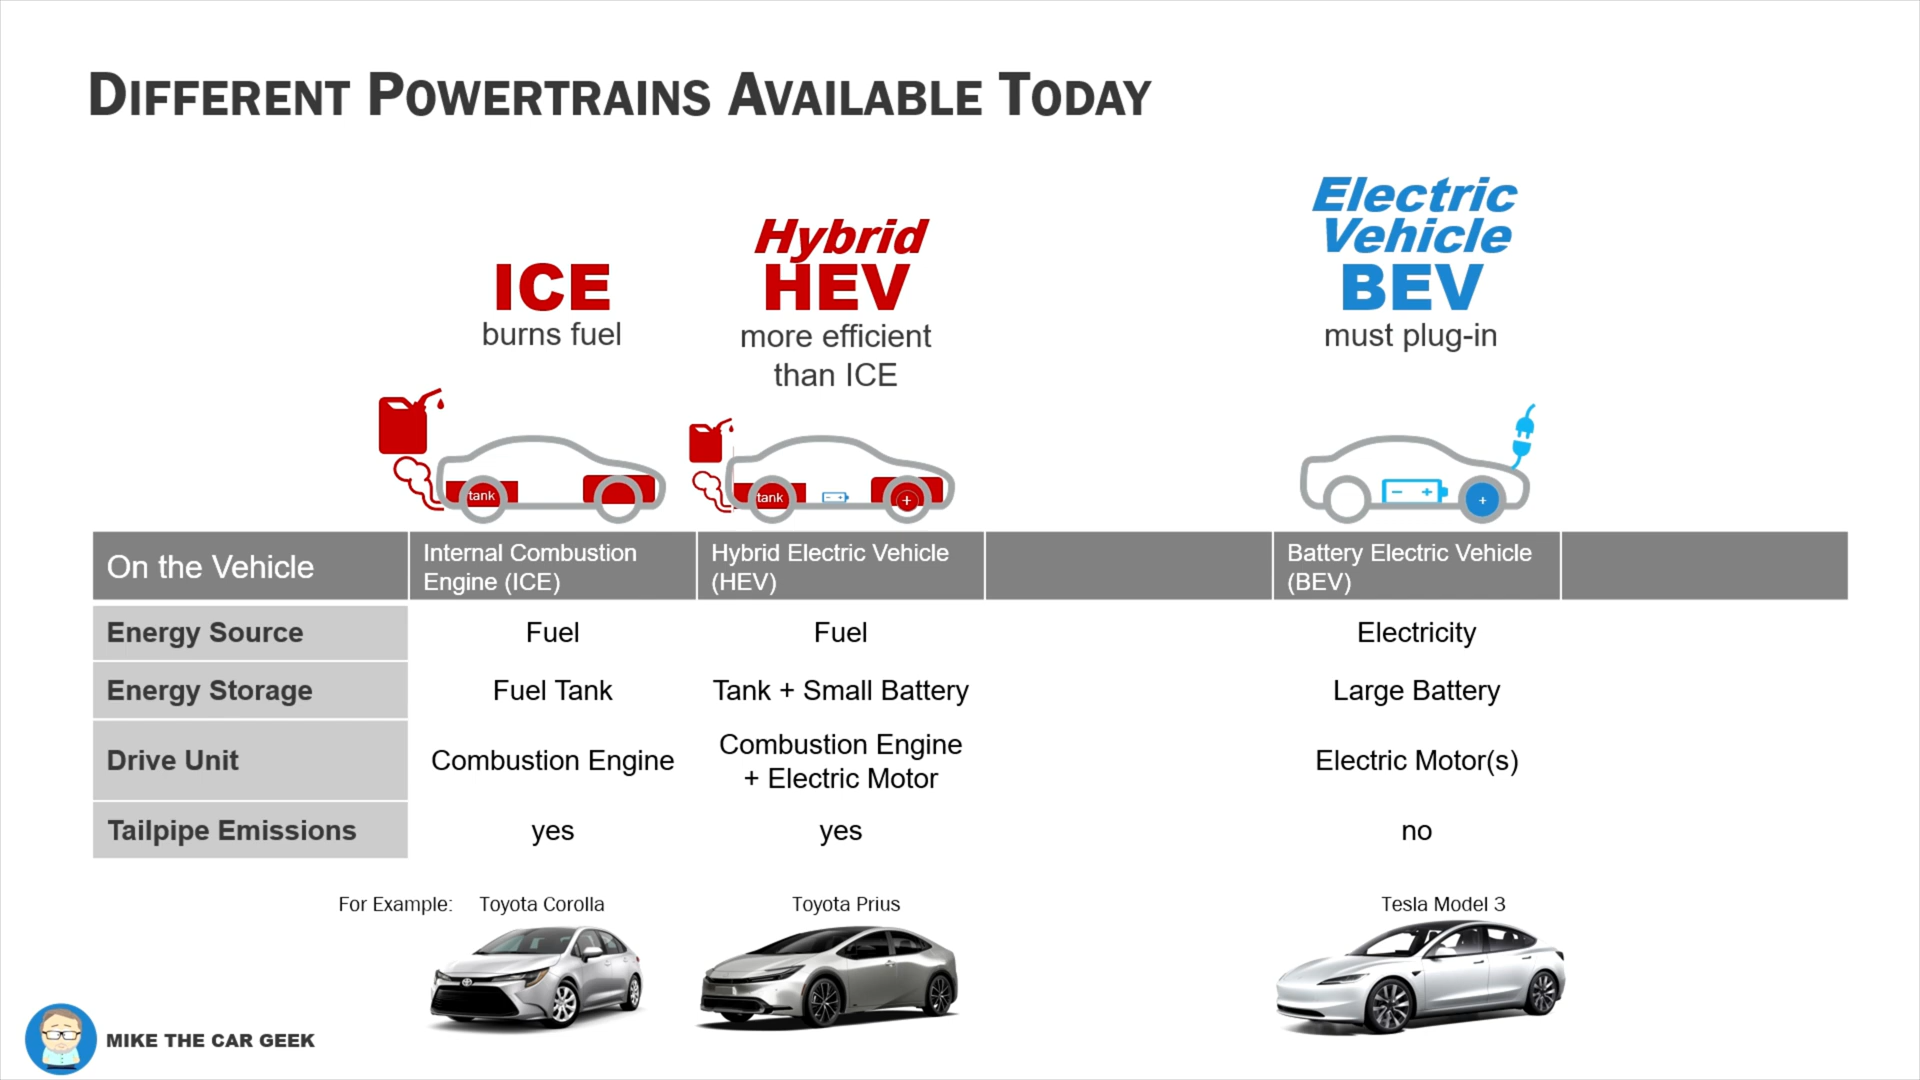 DIFFERENT POWERTRAINS AVAILABLE TODAY
ICE
burns fuel
Hybrid
HEV
more efficient
than ICE
Electric
Vehicle
BEV
must plug-in
tank
tank
- +
+
- +
+
On the Vehicle
Internal Combustion
Engine (ICE)
Hybrid Electric Vehicle
(HEV)
Battery Electric Vehicle
(BEV)
Energy Source
Fuel
Fuel
Electricity
Energy Storage
Fuel Tank
Tank + Small Battery
Large Battery
Drive Unit
Combustion Engine
Combustion Engine
+ Electric Motor
Electric Motor(s)
Tailpipe Emissions
yes
yes
no
For Example:
Toyota Corolla
Toyota Prius
Tesla Model 3
MIKE THE CAR GEEK